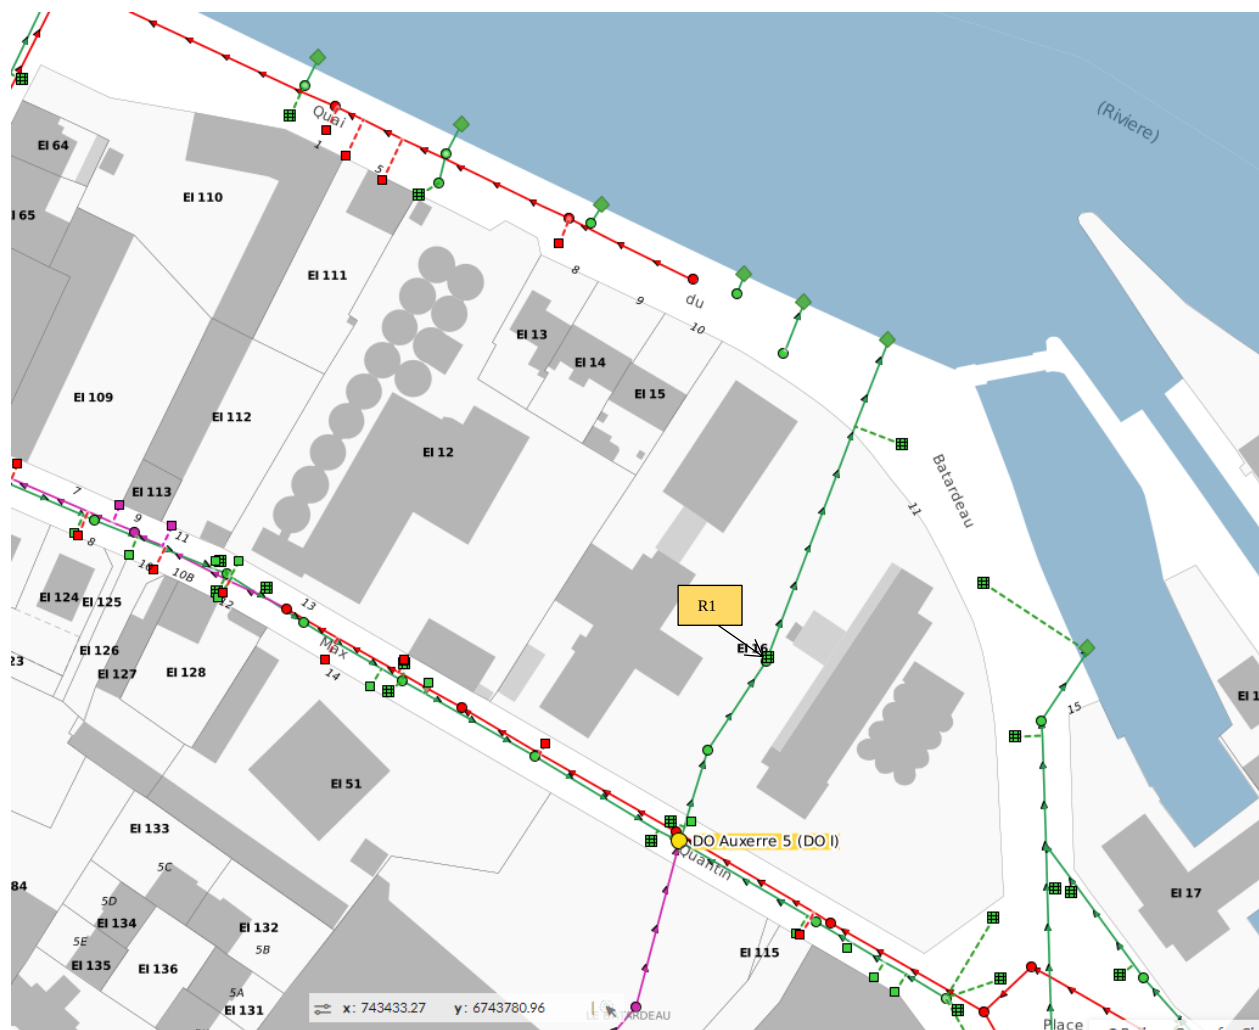 (Riviere)
Quai
1
5
EI 64
EI 110
I 65
EI 111
8
9
du
10
EI 13
EI 14
EI 15
EI 109
EI 112
EI 12
Batardeau
7
EI 113
9
11
11
8
10
10B
EI 124
EI 125
12
13
R1
EI 126
Max
EI 16
23
EI 127
EI 128
14
15
EI 1
EI 51
EI 133
DO Auxerre 5 (DO I)
Quantin
5C
84
5D
EI 134
EI 132
EI 17
5E
5B
EI 115
EI 135
EI 136
5A
EI 131
x: 743433.27 y: 6743780.96
LE BATARDEAU
Place